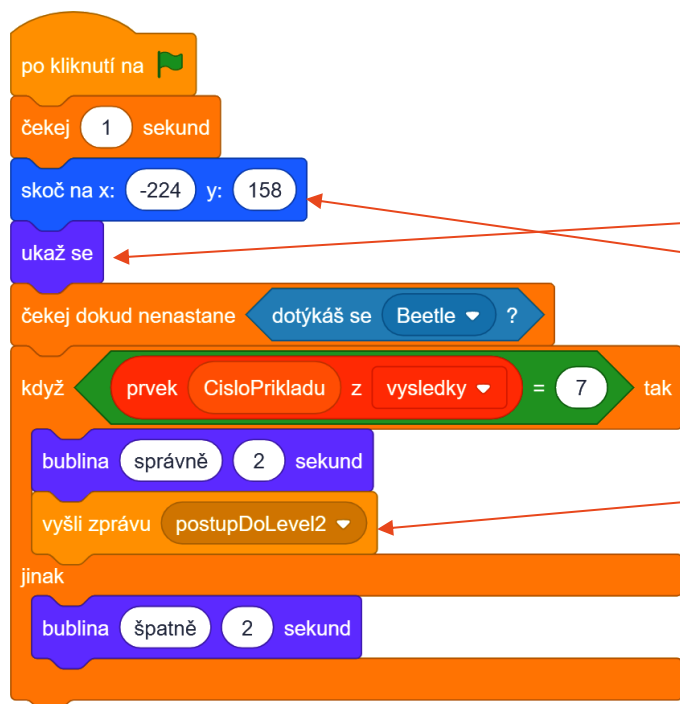 po kliknutí na
čekej 1 sekund
skoč na x: -224 y: 158
ukaž se
čekej dokud nenastane dotýkáš se Beetle ?
když prvek CisloPrikladu z vysledky = 7 tak
bublina správně 2 sekund
vyšli zprávu postupDoLevel2
jinak
bublina špatně 2 sekund